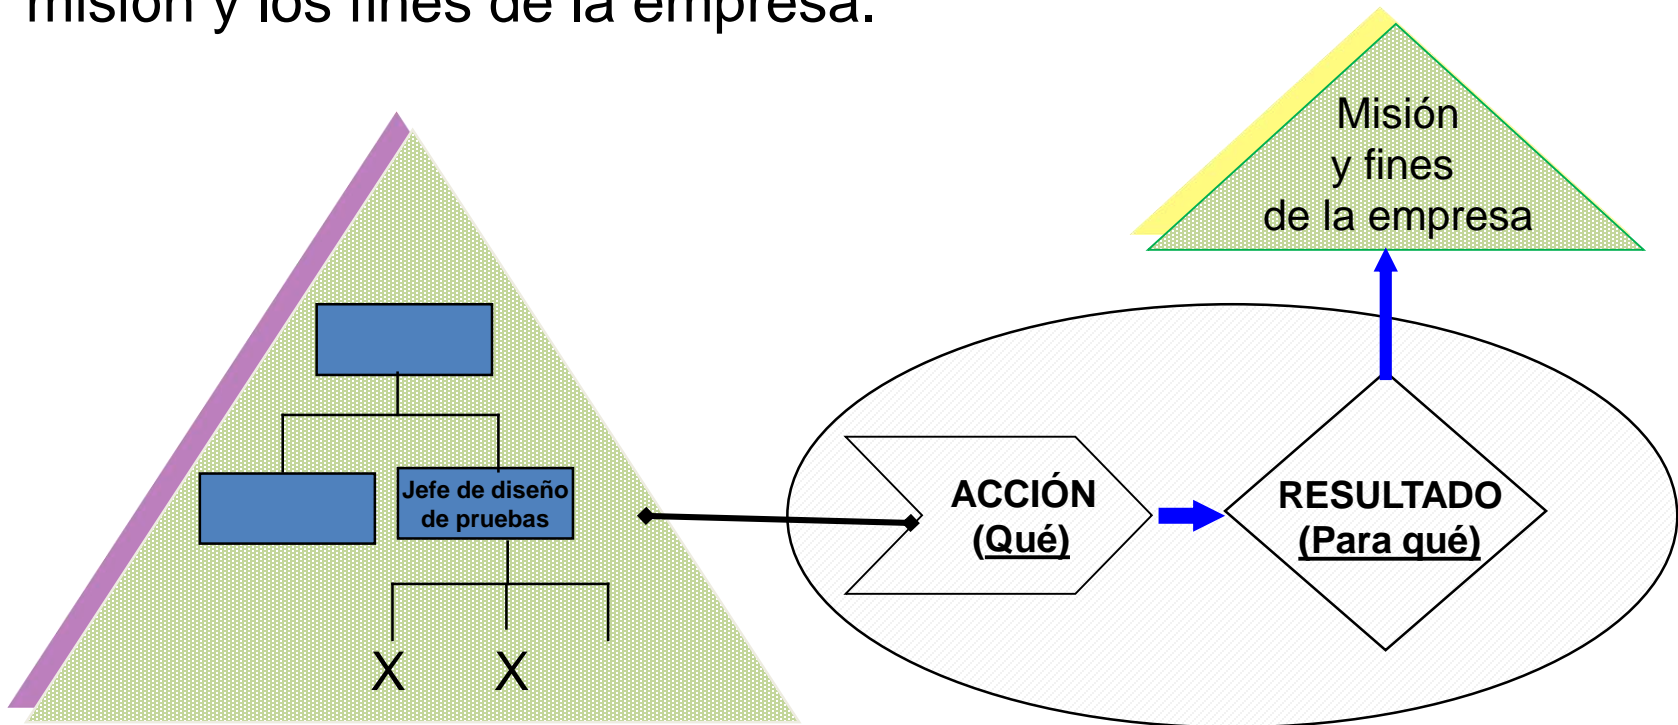 misión y los fines de la empresa.
Misión
y fines
de la empresa
Jefe de diseño
de pruebas
X X
ACCIÓN
(Qué)
RESULTADO
(Para qué)